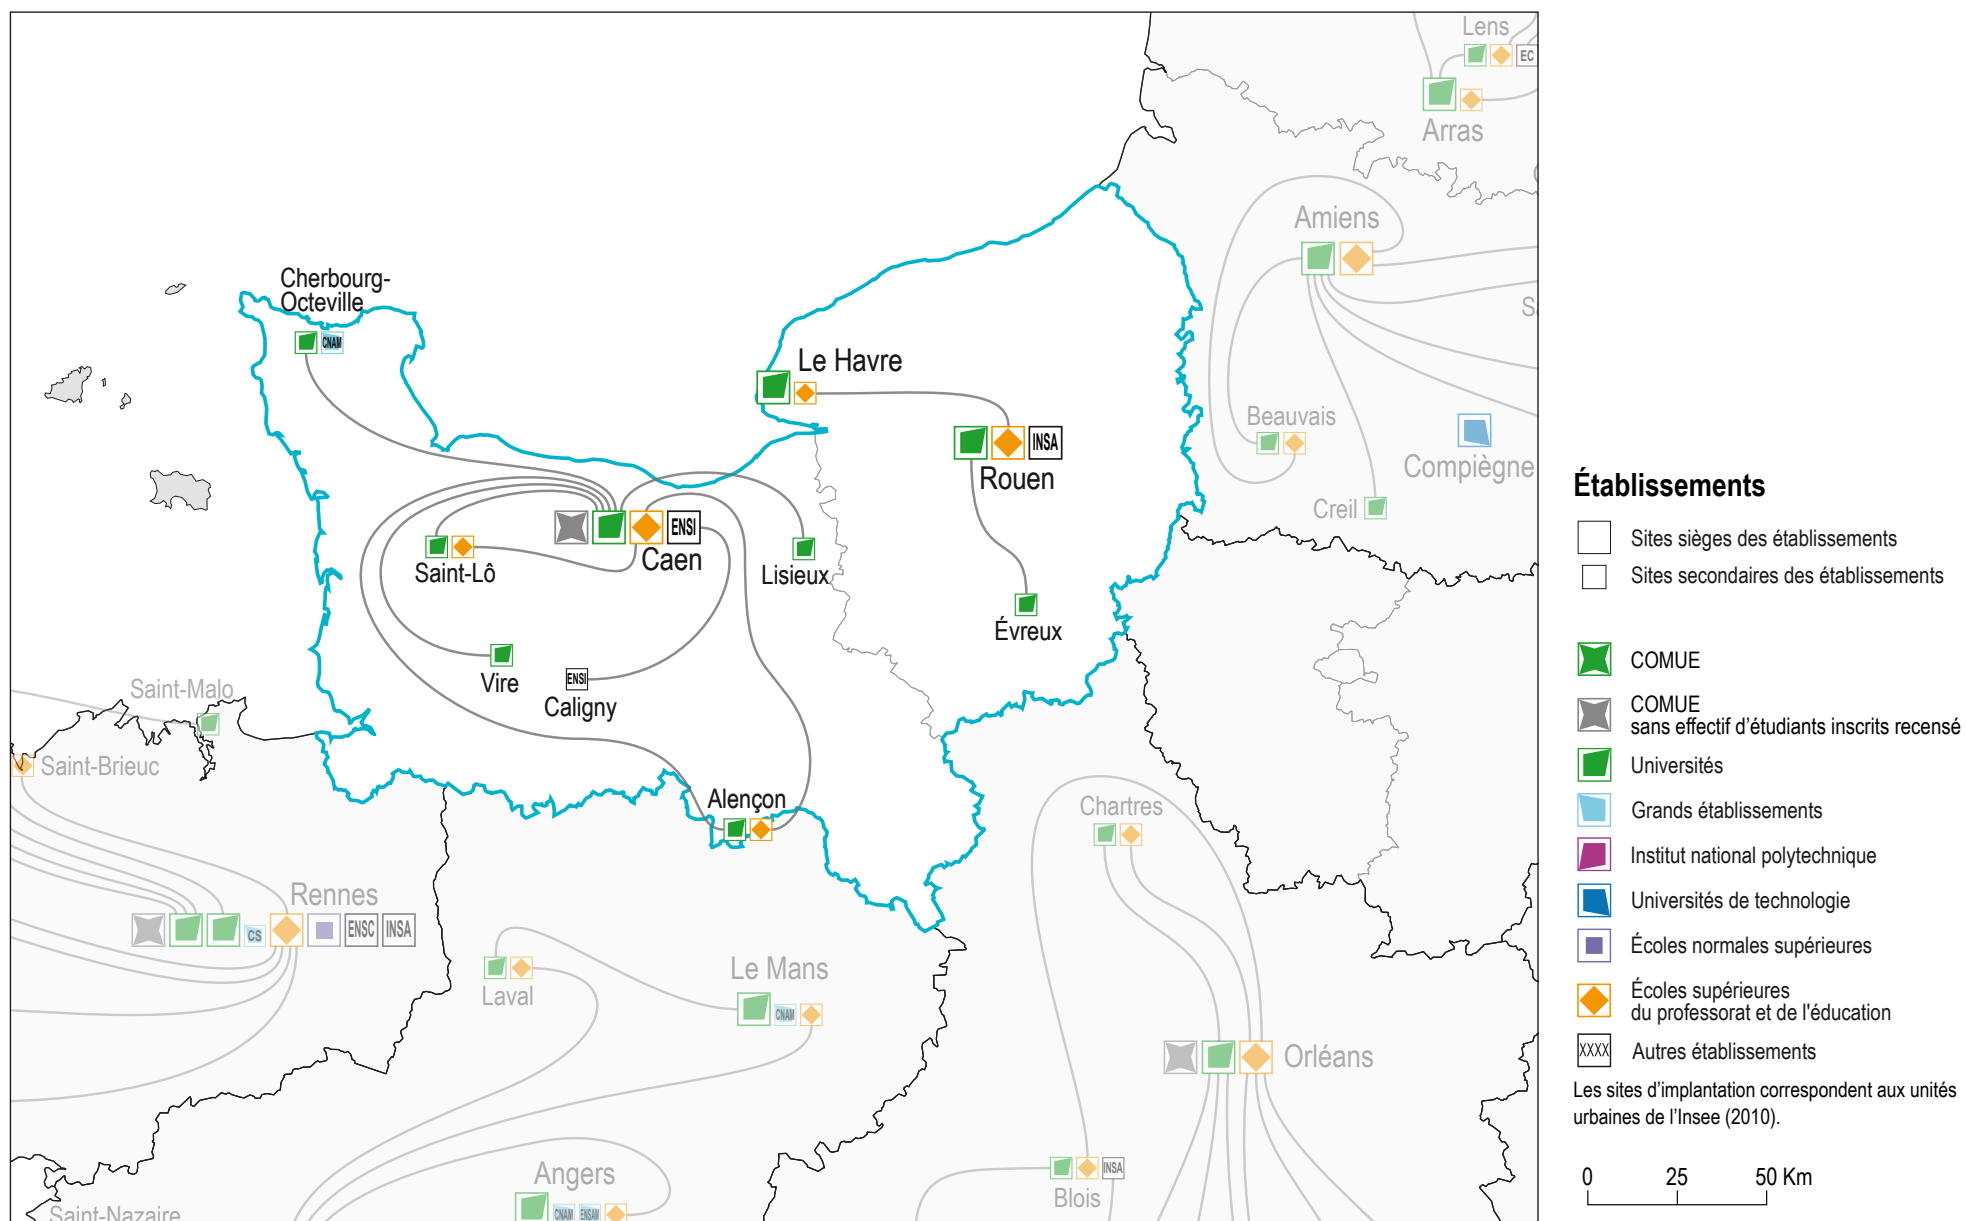 Lens
EC
Arras
Amiens
Cherbourg-
Octeville
CNAM
Le Havre
Beauvais
INSA
Rouen
Compiègne
Creil
ENSI
Caen
Saint-Lô
Lisieux
Évreux
Vire
ENSI
Caligny
Saint-Malo
Saint-Brieuc
Alençon
Chartres
Rennes
CS
ENSC
INSA
Laval
Le Mans
CNAM
Orléans
Angers
CNAM
ENSAM
Blois
INSA
Saint-Nazaire
Établissements
Sites sièges des établissements
Sites secondaires des établissements
COMUE
COMUE
sans effectif d'étudiants inscrits recensé
Universités
Grands établissements
Institut national polytechnique
Universités de technologie
Écoles normales supérieures
Écoles supérieures
du professorat et de l'éducation
XXXX Autres établissements
Les sites d'implantation correspondent aux unités
urbaines de l'Insee (2010).
0 25 50 Km